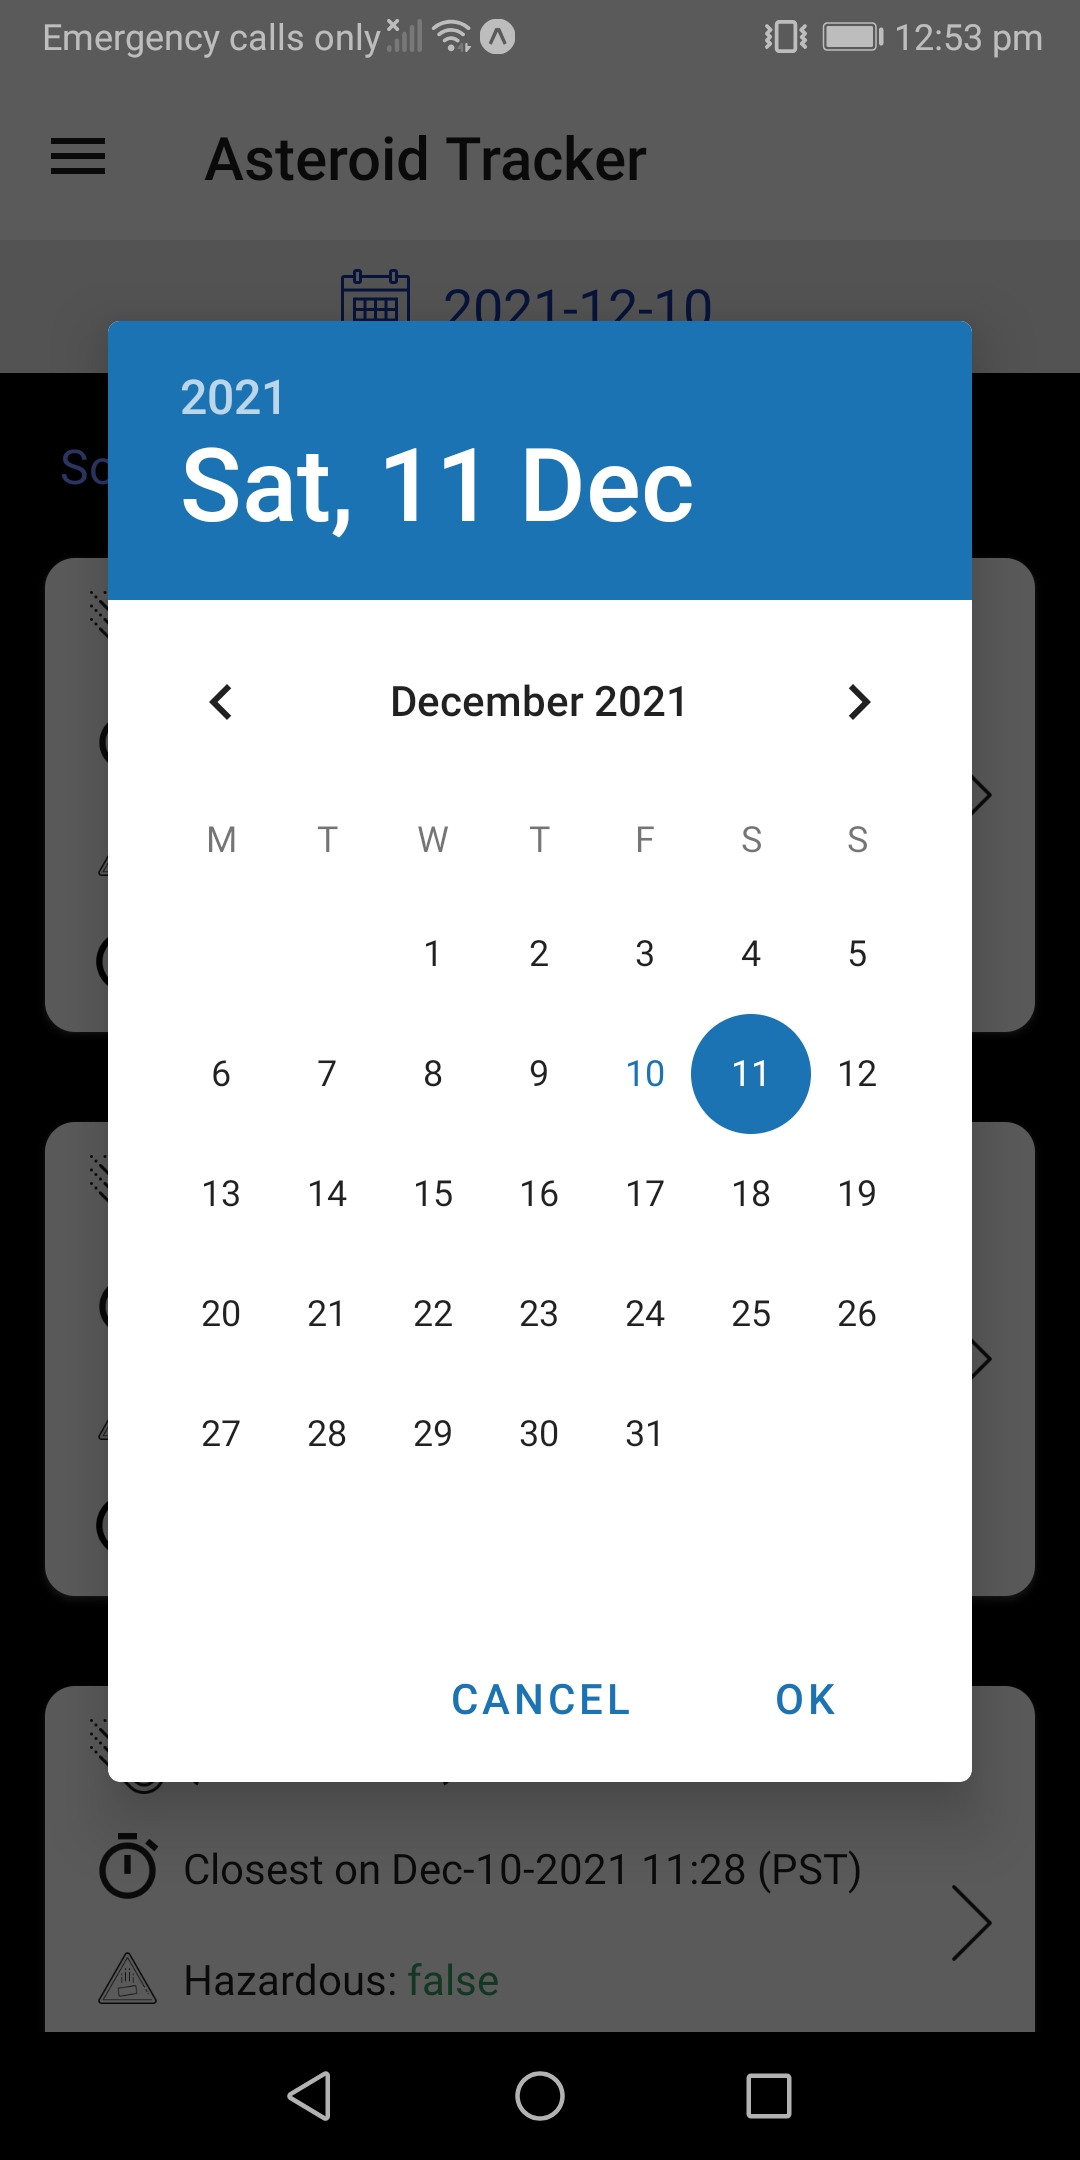 Emergency calls only 12:53 pm
Asteroid Tracker
2021-12-10
2021
Sat, 11 Dec
December 2021
M T W T F S S
1 2 3 4 5
6 7 8 9 10 11 12
13 14 15 16 17 18 19
20 21 22 23 24 25 26
27 28 29 30 31
CANCEL OK
Closest on Dec-10-2021 11:28 (PST)
Hazardous: false